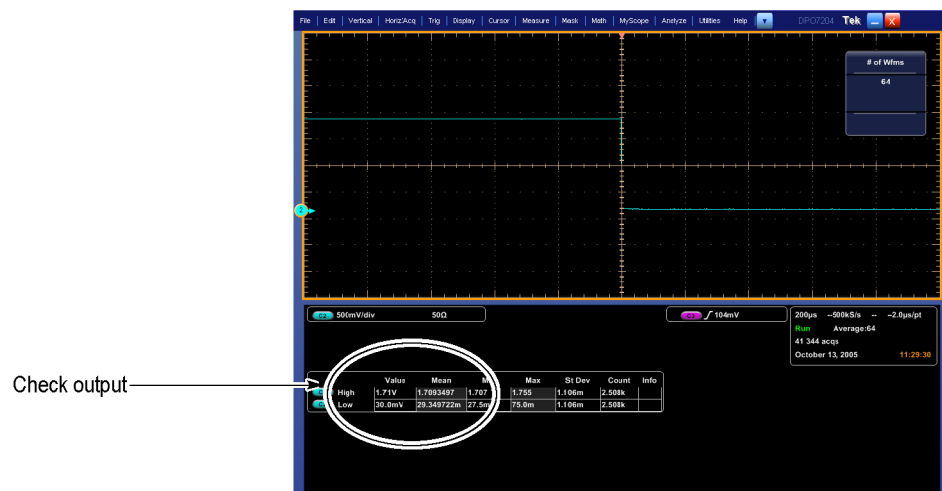 File | Edit | Vertical | Horiz/Acq | Trig | Display | Cursor | Measure | Mask | Math | MyScope | Analyze | Utilities | Help DPO7204 Tek X
# of Wfms
64
2
C2 500mV/div 50Ω
C3 104mV
200µs --500kS/s -- --2.0µs/pt
Run Average:64
41 344 acqs
October 13, 2005 11:29:30
Check output
Value Mean M Max St Dev Count Info
High 1.71V 1.7093497 1.707 1.755 1.106m 2.508k
Low 30.0mV 29.349722m 27.5m 75.0m 1.106m 2.508k